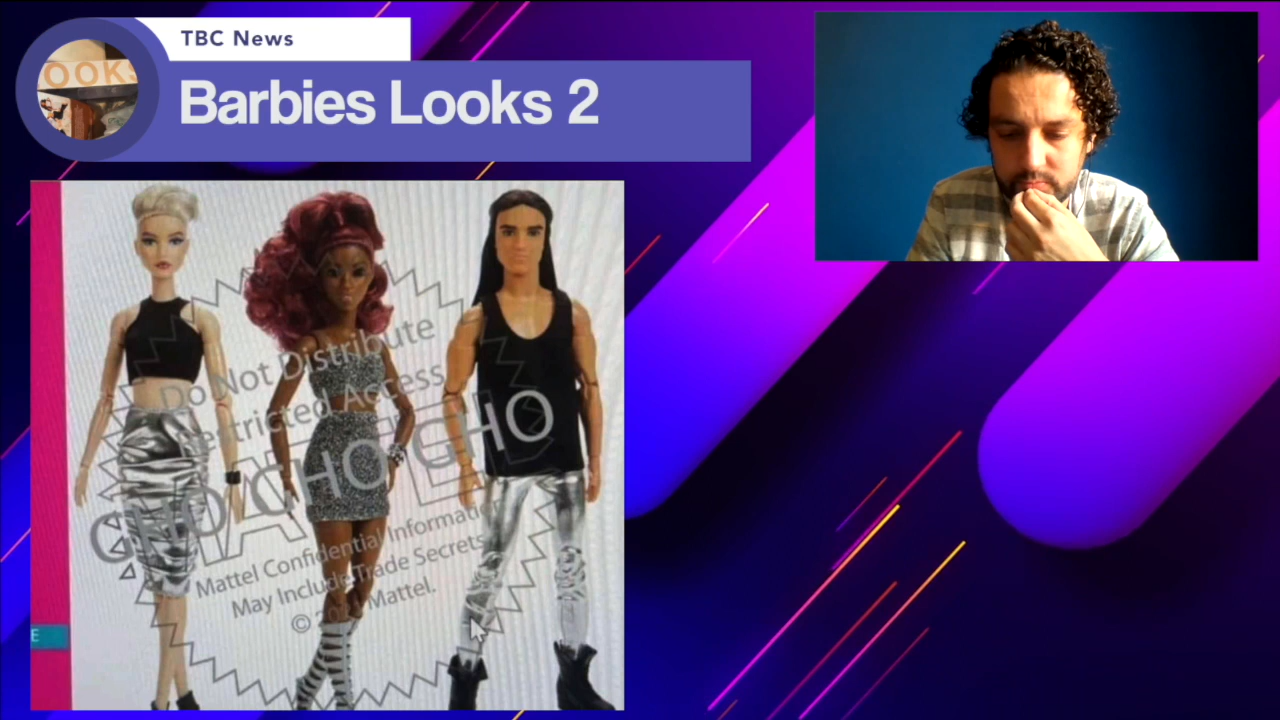 TBC News
Barbies Looks 2
OOKS
Do Not Distribute
Restricted Access
CHO CHO CHO
Mattel Confidential Information
May Include Trade Secrets
Mattel.
E